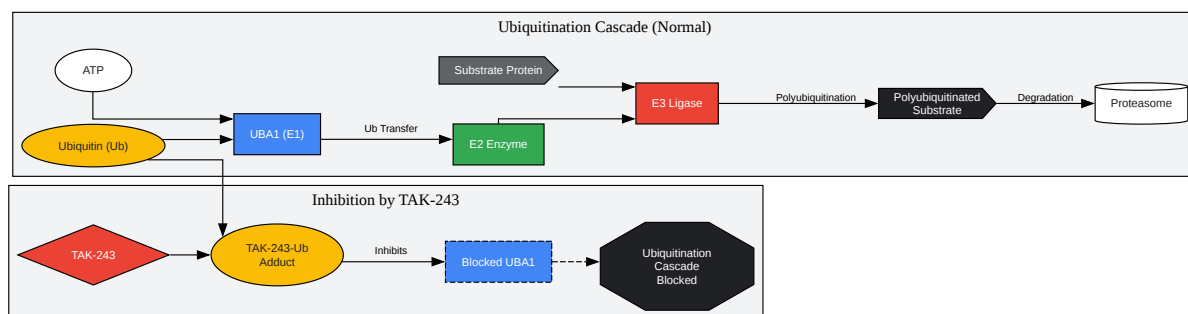 Ubiquitination Cascade (Normal)
ATP
Substrate Protein
E3 Ligase
Polyubiquitination
Polyubiquitinated
Substrate
Degradation
Proteasome
Ubiquitin (Ub)
UBA1 (E1)
Ub Transfer
E2 Enzyme
Inhibition by TAK-243
TAK-243
TAK-243-Ub
Adduct
Inhibits
Blocked UBA1
Ubiquitination
Cascade
Blocked